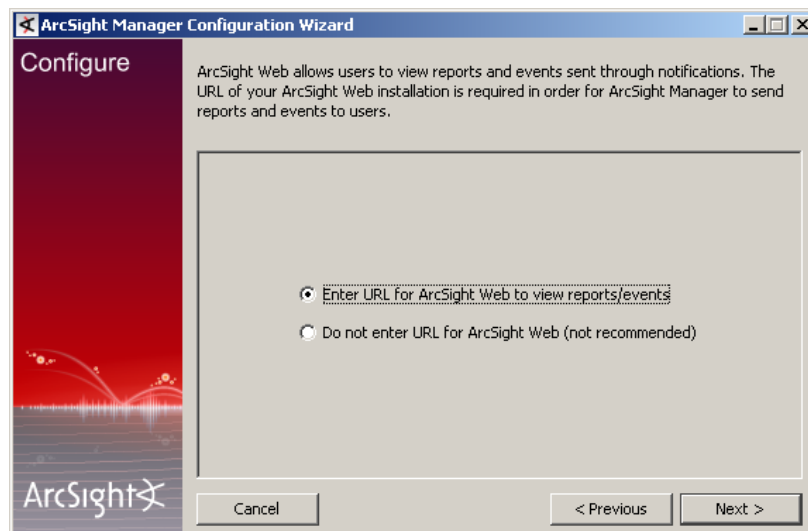 ArcSight Manager Configuration Wizard
Configure
ArcSight Web allows users to view reports and events sent through notifications. The
URL of your ArcSight Web installation is required in order for ArcSight Manager to send
reports and events to users.
Enter URL for ArcSight Web to view reports/events
Do not enter URL for ArcSight Web (not recommended)
ArcSight
Cancel
< Previous
Next >